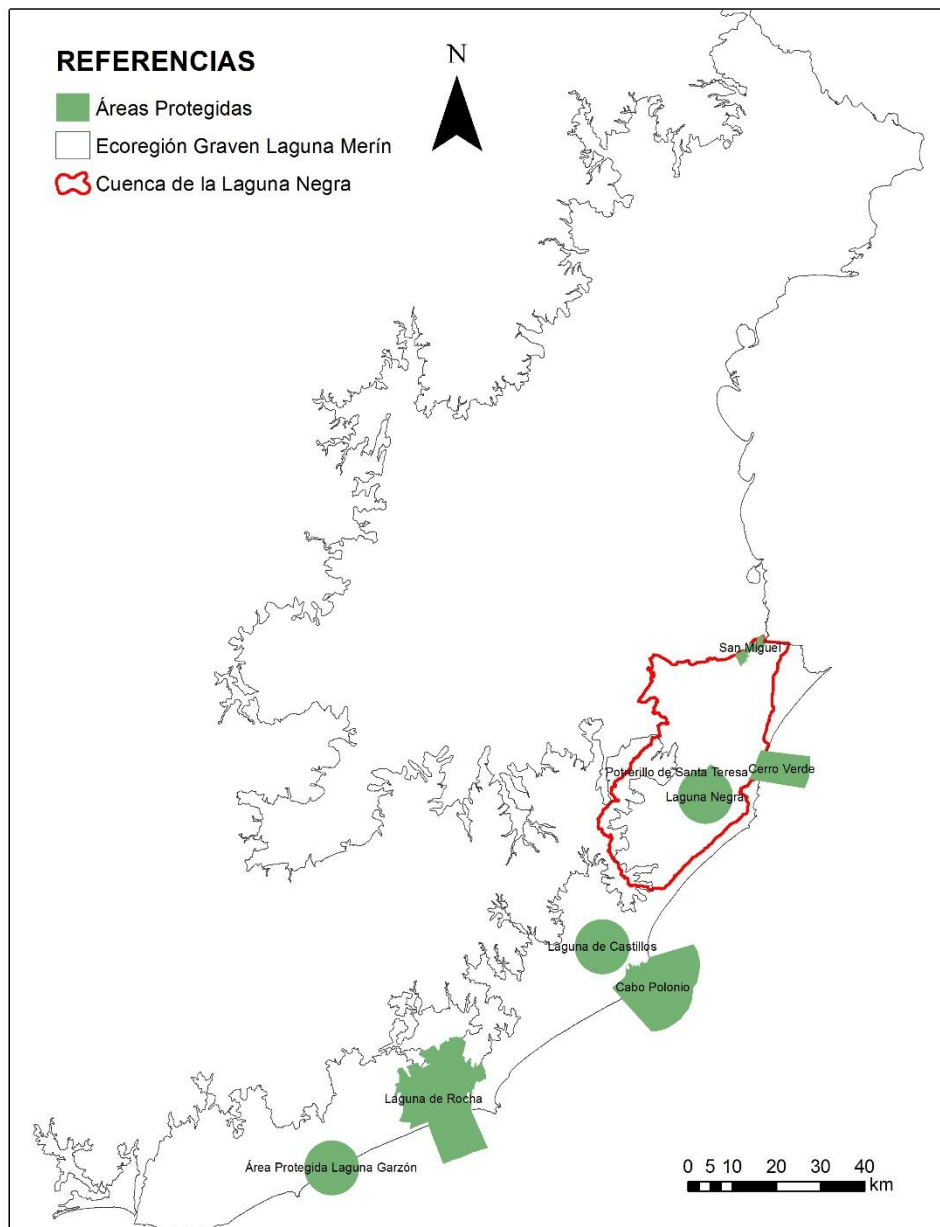 REFERENCIAS
Áreas Protegidas
Ecoregión Graven Laguna Merín
Cuenca de la Laguna Negra
N
San Miguel
Potrerillo de Santa Teresa
Cerro Verde
Laguna Negra
Laguna de Castillos
Cabo Polonio
Laguna de Rocha
Área Protegida Laguna Garzón
0 5 10 20 30 40
km